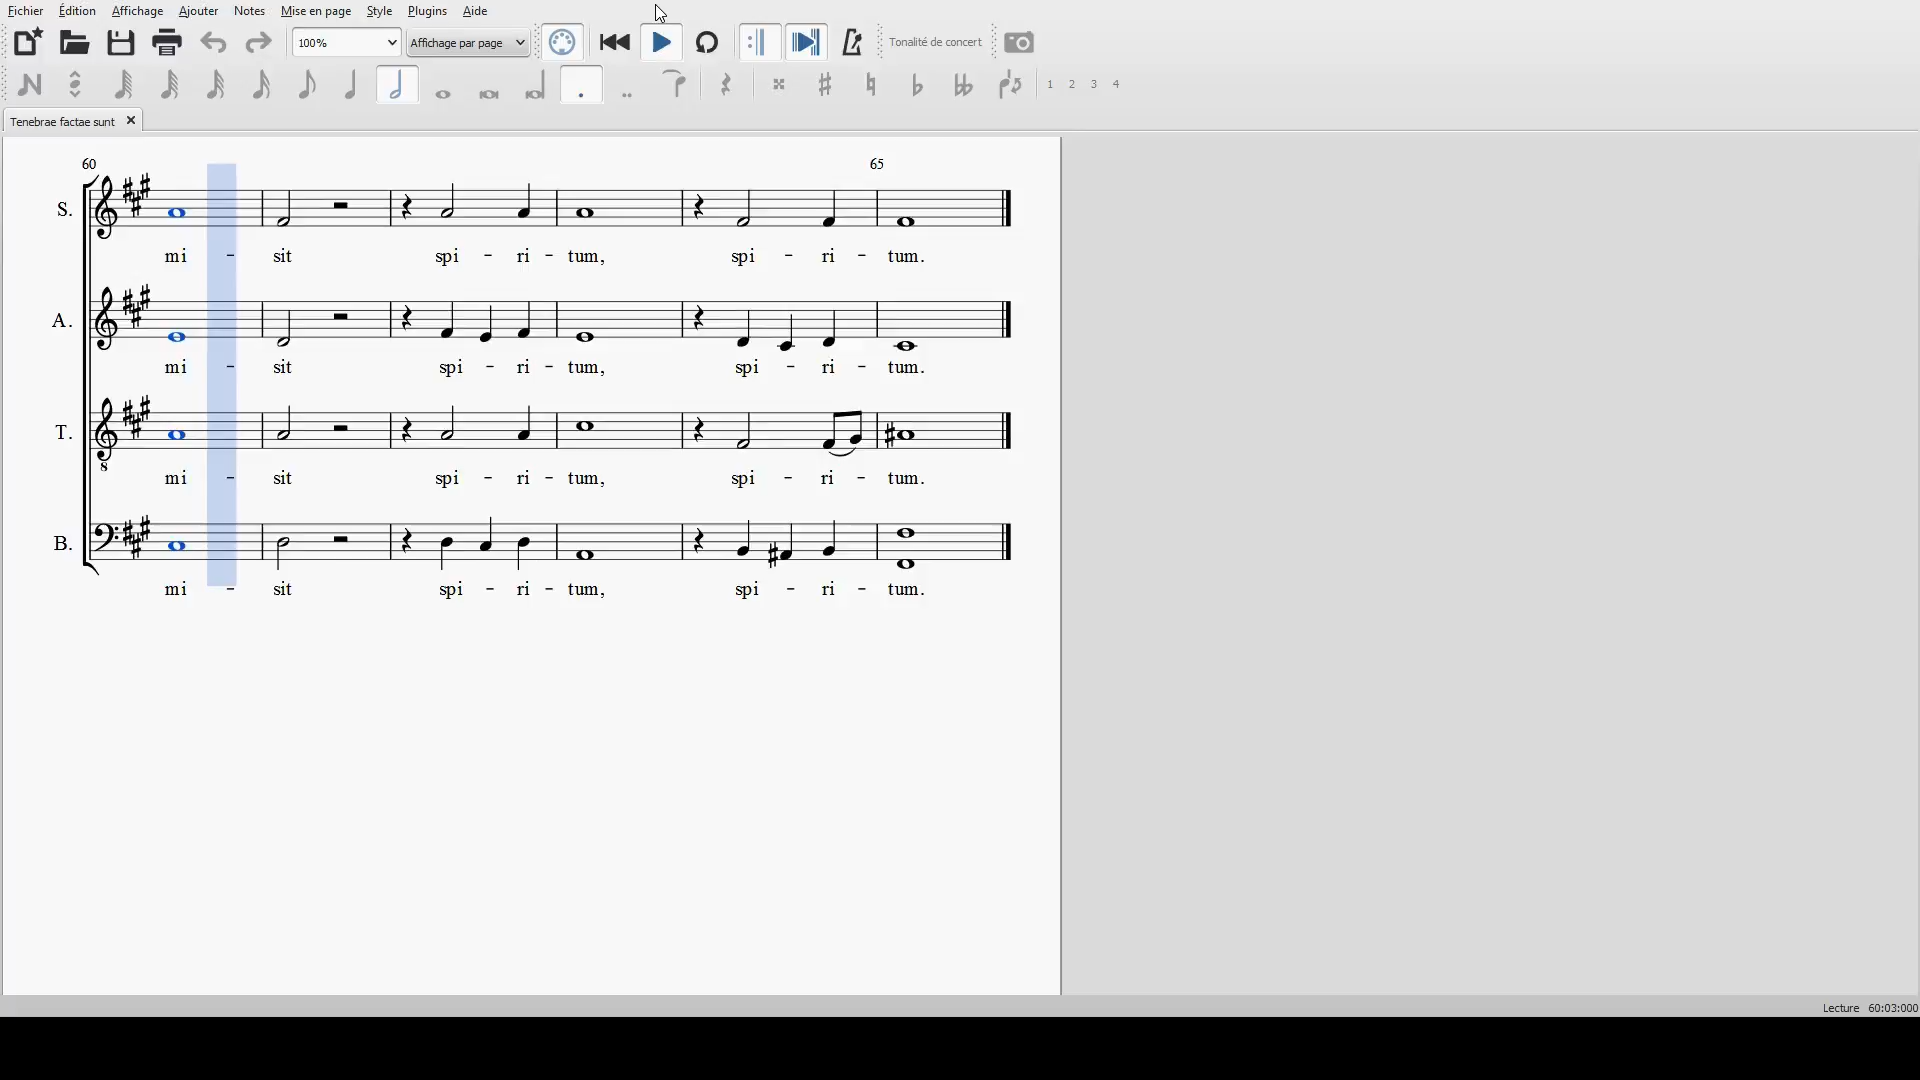 Fichier Édition Affichage Ajouter Notes Mise en page Style Plugins Aide
100% Affichage par page Tonalité de concert
1 2 3 4
Tenebrae factae sunt
60 65
S.
mi - sit spi - ri - tum, spi - ri - tum.
A.
mi - sit spi - ri - tum, spi - ri - tum.
T.
8
mi - sit spi - ri - tum, spi - ri - tum.
B.
mi - sit spi - ri - tum, spi - ri - tum.
Lecture 60:03:000